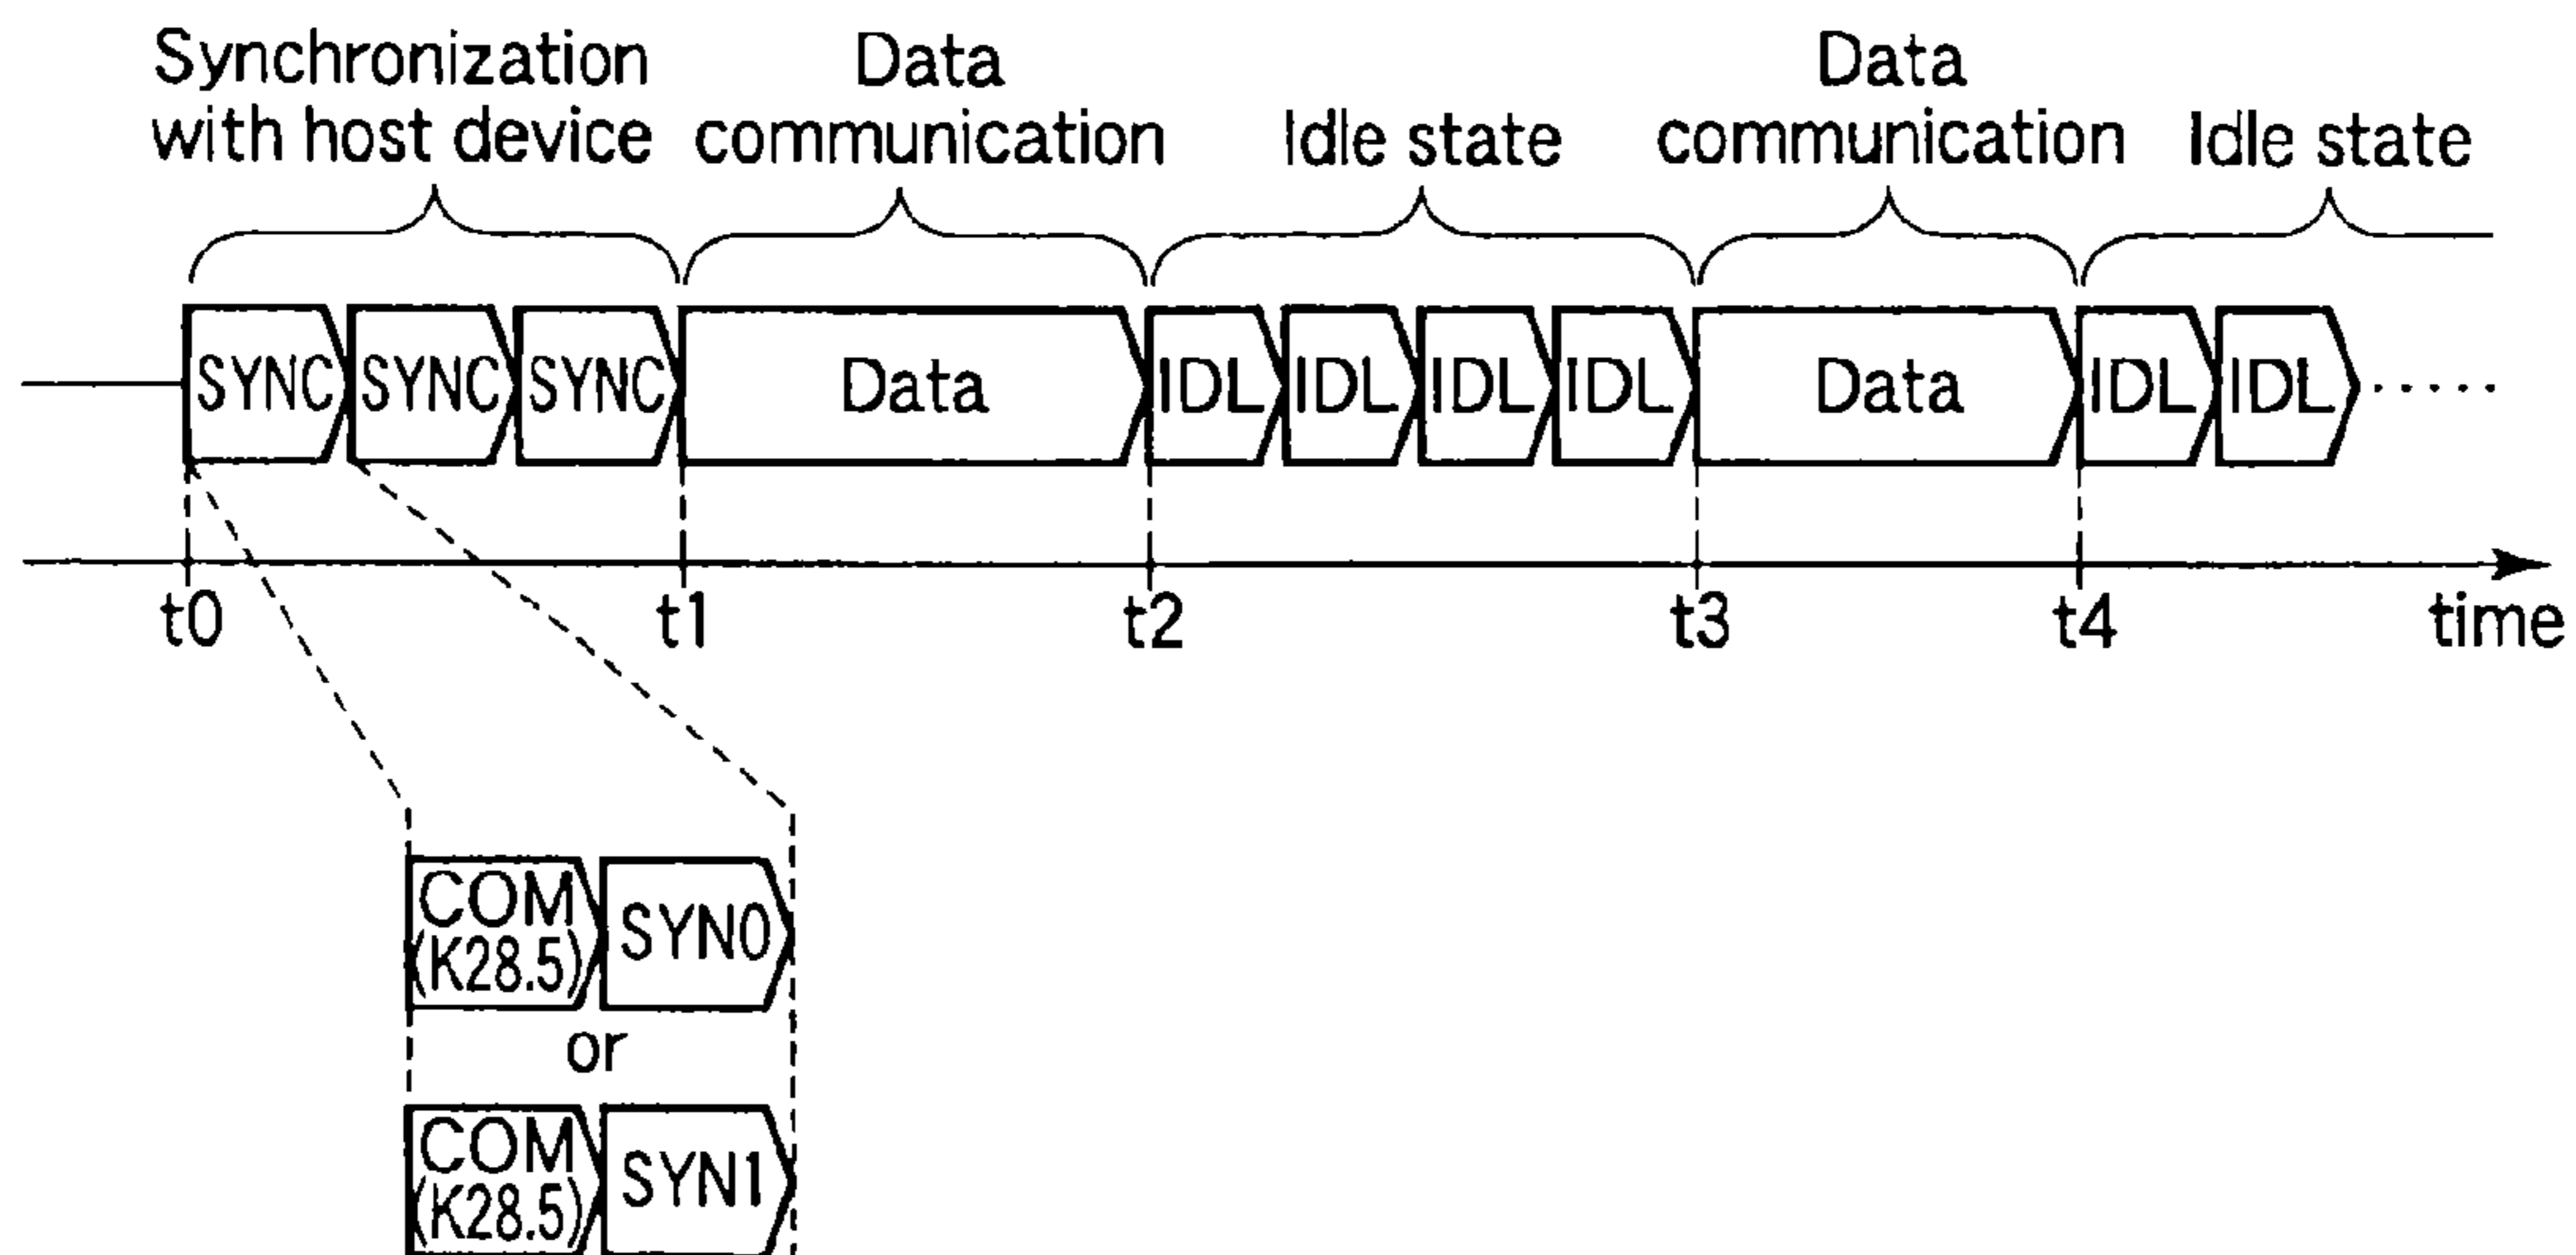 Synchronization with host device
Data communication
Idle state
Data communication
Idle state
SYNC SYNC SYNC Data IDL IDL IDL IDL Data IDL IDL .....
t0 t1 t2 t3 t4 time
COM (K28.5) SYN0
or
COM (K28.5) SYN1